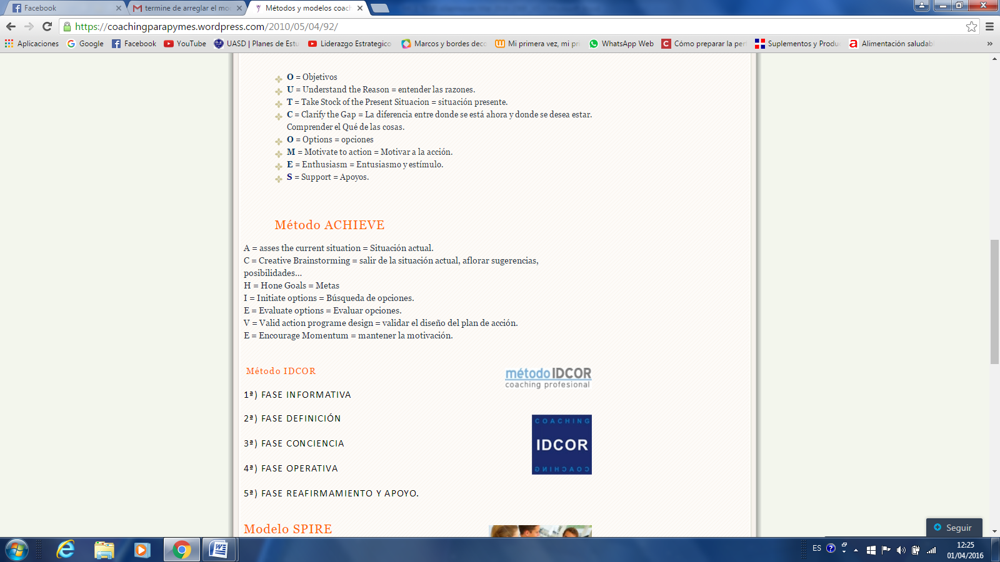 Facebook
termine de arreglar el mo
Métodos y modelos coach
https://coachingparapymes.wordpress.com/2010/05/04/92/
Aplicaciones
Google
Facebook
YouTube
UASD | Planes de Estu
Liderazgo Estrategico
Marcos y bordes deco
Mi primera vez, mi pri
WhatsApp Web
Cómo preparar la per
Suplementos y Produ
Alimentación saludab
»
O = Objetivos
U = Understand the Reason = entender las razones.
T = Take Stock of the Present Situacion = situación presente.
C = Clarify the Gap = La diferencia entre donde se está ahora y donde se desea estar.
Comprender el Qué de las cosas.
O = Options = opciones
M = Motivate to action = Motivar a la acción.
E = Enthusiasm = Entusiasmo y estímulo.
S = Support = Apoyos.
Método ACHIEVE
A = asses the current situation = Situación actual.
C = Creative Brainstorming = salir de la situación actual, aflorar sugerencias,
posibilidades…
H = Hone Goals = Metas
I = Initiate options = Búsqueda de opciones.
E = Evaluate options = Evaluar opciones.
V = Valid action programe design = validar el diseño del plan de acción.
E = Encourage Momentum = mantener la motivación.
Método IDCOR
método IDCOR
coaching profesional
1ª) FASE INFORMATIVA
2ª) FASE DEFINICIÓN
3ª) FASE CONCIENCIA
4ª) FASE OPERATIVA
5ª) FASE REAFIRMAMIENTO Y APOYO.
COACHING
IDCOR
COACHING
Modelo SPIRE
Seguir
ES
12:25
01/04/2016